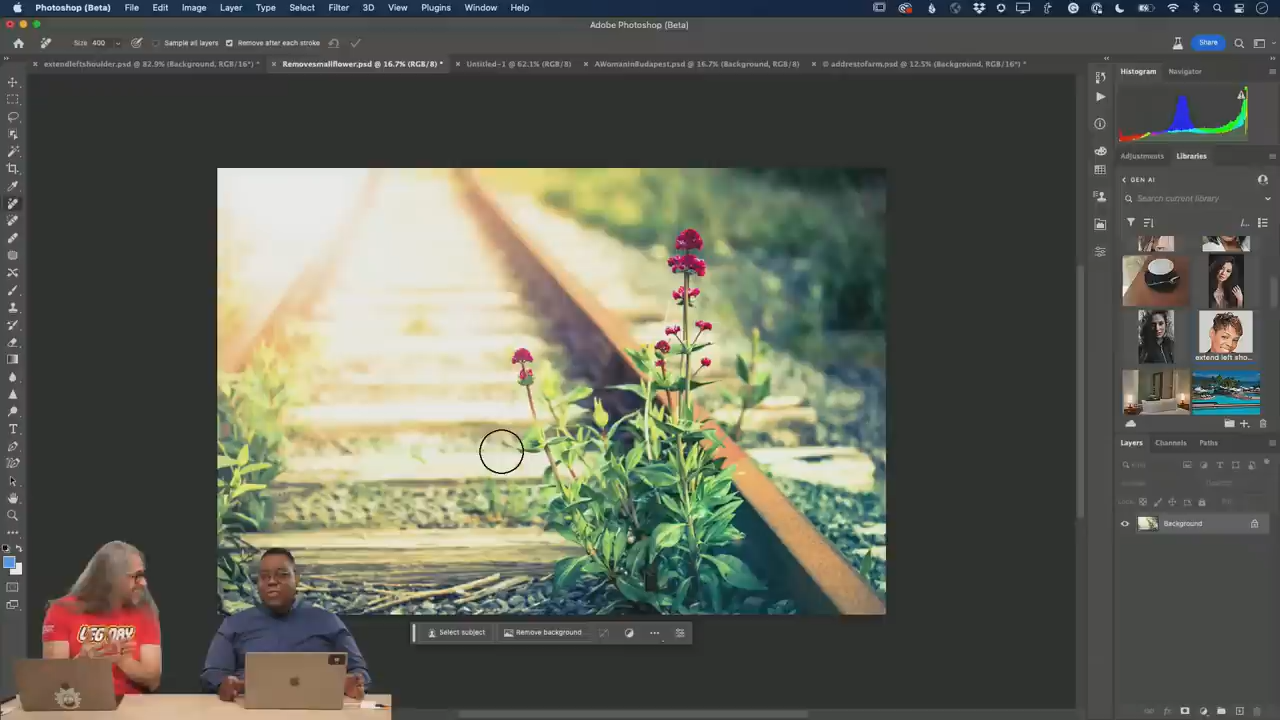 Photoshop (Beta) File Edit Image Layer Type Select Filter 3D View Plugins Window Help
Adobe Photoshop (Beta)
Size 400 Sample all layers Remove after each stroke Share
extendleftshoulder.psd @ 82.9% (Background, RGB/16*) * Removesmallflower.psd @ 16.7% (RGB/8) * Untitled-1 @ 62.1% (RGB/8) AWomanInBudapest.psd @ 16.7% (Background, RGB/8) © addrestofarm.psd @ 12.5% (Background, RGB/16*) *
Histogram Navigator
Adjustments Libraries
GEN AI
Search current library
extend left sho...
Layers Channels Paths
Background
Select subject Remove background
LEG DAY